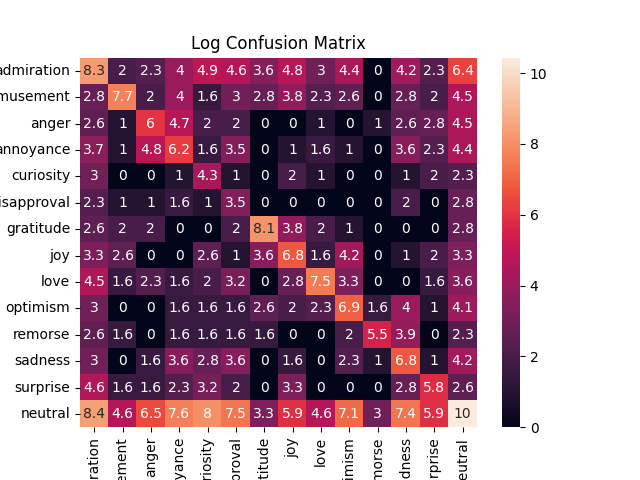 Log Confusion Matrix
admiration 8.3 2 2.3 4 4.9 4.6 3.6 4.8 3 4.4 0 4.2 2.3 6.4
musement 2.8 7.7 2 4 1.6 3 2.8 3.8 2.3 2.6 0 2.8 2 4.5
anger 2.6 1 6 4.7 2 2 0 0 1 0 1 2.6 2.8 4.5
annoyance 3.7 1 4.8 6.2 1.6 3.5 0 1 1.6 1 0 3.6 2.3 4.4
curiosity 3 0 0 1 4.3 1 0 2 1 0 0 1 2 2.3
isapproval 2.3 1 1 1.6 1 3.5 0 0 0 0 0 2 0 2.8
gratitude 2.6 2 2 0 0 2 8.1 3.8 2 1 0 0 0 2.8
joy 3.3 2.6 0 0 2.6 1 3.6 6.8 1.6 4.2 0 1 2 3.3
love 4.5 1.6 2.3 1.6 2 3.2 0 2.8 7.5 3.3 0 0 1.6 3.6
optimism 3 0 0 1.6 1.6 1.6 2.6 2 2.3 6.9 1.6 4 1 4.1
remorse 2.6 1.6 0 1.6 1.6 1.6 1.6 0 0 2 5.5 3.9 0 2.3
sadness 3 0 1.6 3.6 2.8 3.6 0 1.6 0 2.3 1 6.8 1 4.2
surprise 4.6 1.6 1.6 2.3 3.2 2 0 3.3 0 0 0 2.8 5.8 2.6
neutral 8.4 4.6 6.5 7.6 8 7.5 3.3 5.9 4.6 7.1 3 7.4 5.9 10
ration ement anger yance riosity proval titude joy love imism morse dness rprise eutral
10
8
6
4
2
0